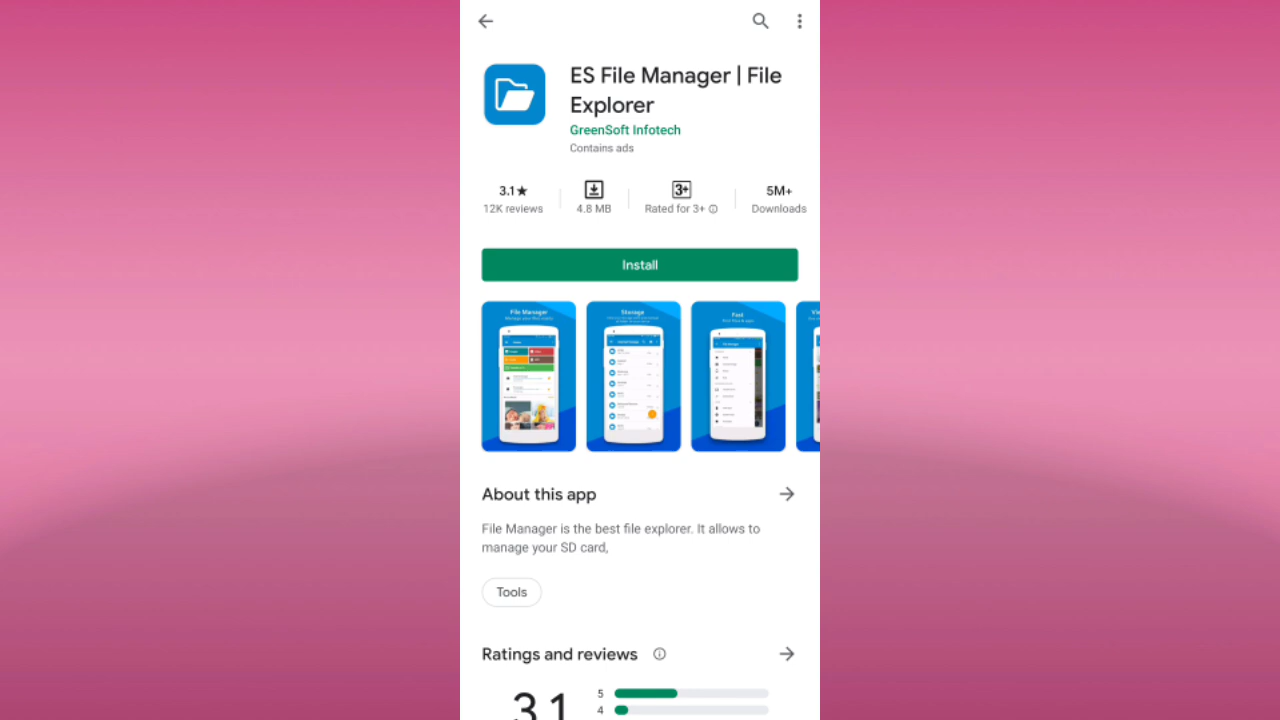 ES File Manager | File
Explorer
GreenSoft Infotech
Contains ads
3.1★ 3+ 5M+
12K reviews 4.8 MB Rated for 3+ Downloads
Install
File Manager Storage Fast
About this app
File Manager is the best file explorer. It allows to
manage your SD card,
Tools
Ratings and reviews
3.1
5
4